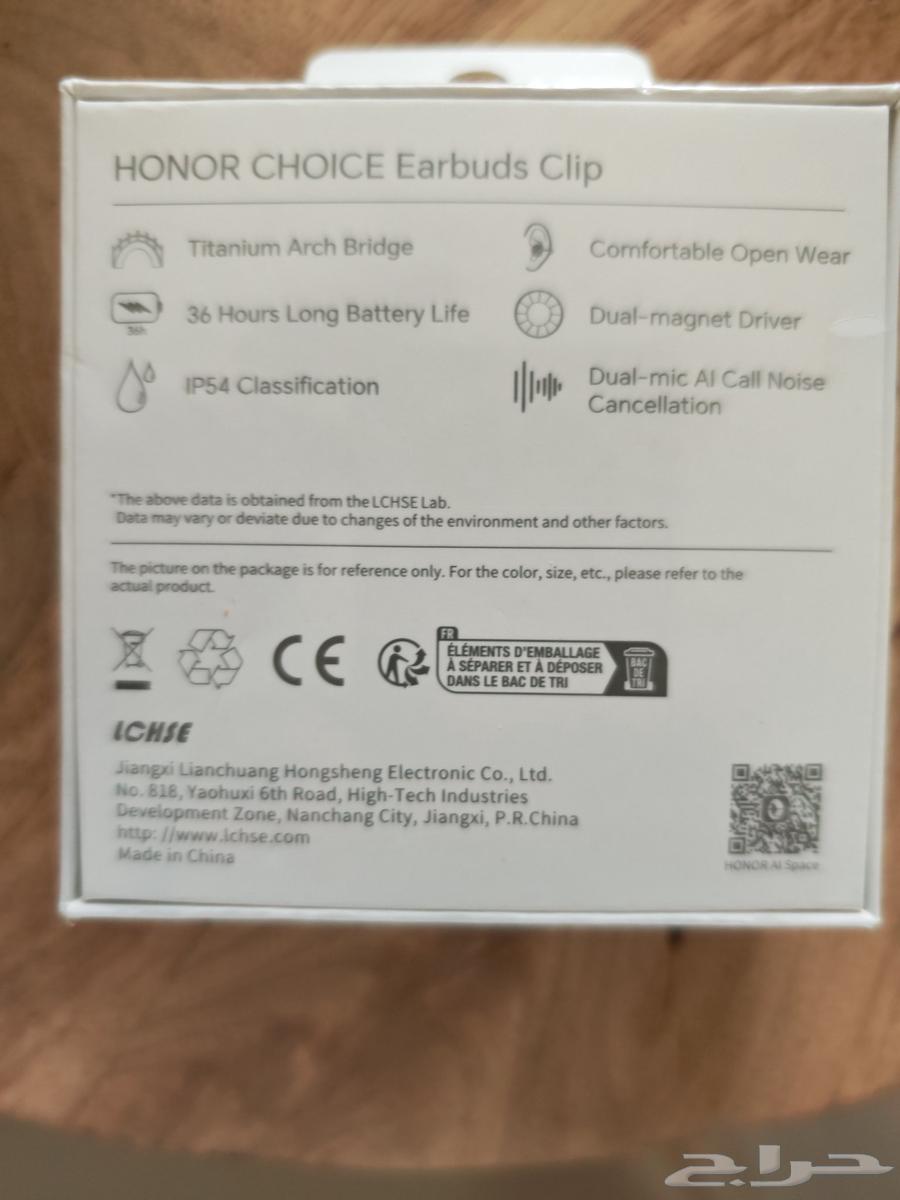 HONOR CHOICE Earbuds Clip
Titanium Arch Bridge
Comfortable Open Wear
36h
36 Hours Long Battery Life
Dual-magnet Driver
IP54 Classification
Dual-mic AI Call Noise
Cancellation
*The above data is obtained from the LCHSE Lab.
Data may vary or deviate due to changes of the environment and other factors.
The picture on the package is for reference only. For the color, size, etc., please refer to the
actual product.
CE
FR
ÉLÉMENTS D'EMBALLAGE
À SÉPARER ET À DÉPOSER
DANS LE BAC DE TRI
BAC
DE
TRI
LCHSE
Jiangxi Lianchuang Hongsheng Electronic Co., Ltd.
No. 818, Yaohuxi 6th Road, High-Tech Industries
Development Zone, Nanchang City, Jiangxi, P.R.China
http: //www.lchse.com
Made in China
HONOR AI Space
حراج